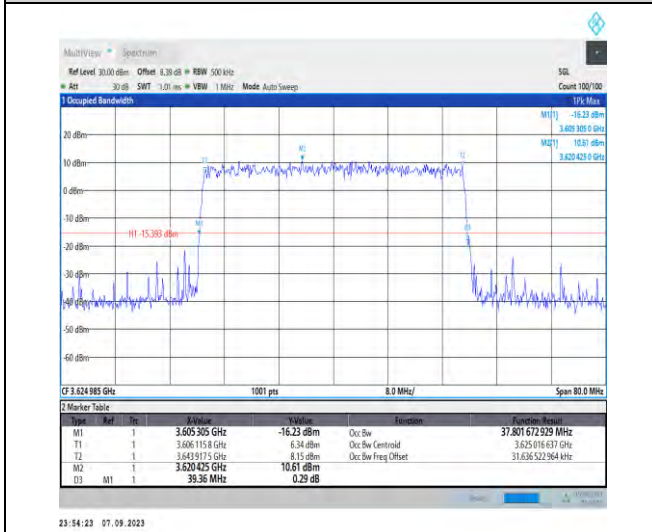 MultiView Spectrum
Ref Level 30.00 dBm Offset 8.39 dB RBW 500 kHz SGL
Att 30 dB SWT 1.01 ms VBW 1 MHz Mode Auto Sweep Count 100/100
1 Occupied Bandwidth 1Pk Max
M1[1] -16.23 dBm
3.605 305 0 GHz
M2[1] 10.61 dBm
3.620 425 0 GHz
20 dBm
M2
T1 T2
10 dBm
0 dBm
-10 dBm
M1
H1 -15.393 dBm
-20 dBm
-30 dBm
-40 dBm
-50 dBm
-60 dBm
CF 3.624 985 GHz 1001 pts 8.0 MHz/ Span 80.0 MHz
2 Marker Table
Type Ref Trc X-Value Y-Value Function Function Result
M1 1 3.605 305 GHz -16.23 dBm Occ Bw 37.801 672 929 MHz
T1 1 3.606 115 8 GHz 6.34 dBm Occ Bw Centroid 3.625 016 637 GHz
T2 1 3.643 917 5 GHz 8.15 dBm Occ Bw Freq Offset 31.636 522 964 kHz
M2 1 3.620 425 GHz 10.61 dBm
D3 M1 1 39.36 MHz 0.29 dB
23:54:23 07.09.2023